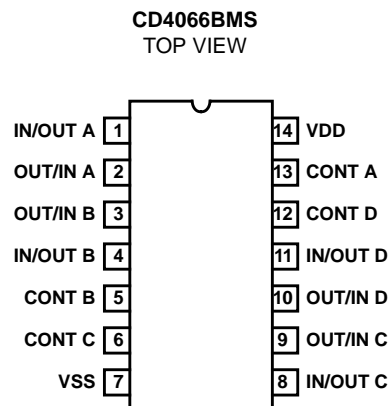 CD4066BMS
TOP VIEW
IN/OUT A 1
OUT/IN A 2
OUT/IN B 3
IN/OUT B 4
CONT B 5
CONT C 6
VSS 7
14 VDD
13 CONT A
12 CONT D
11 IN/OUT D
10 OUT/IN D
9 OUT/IN C
8 IN/OUT C